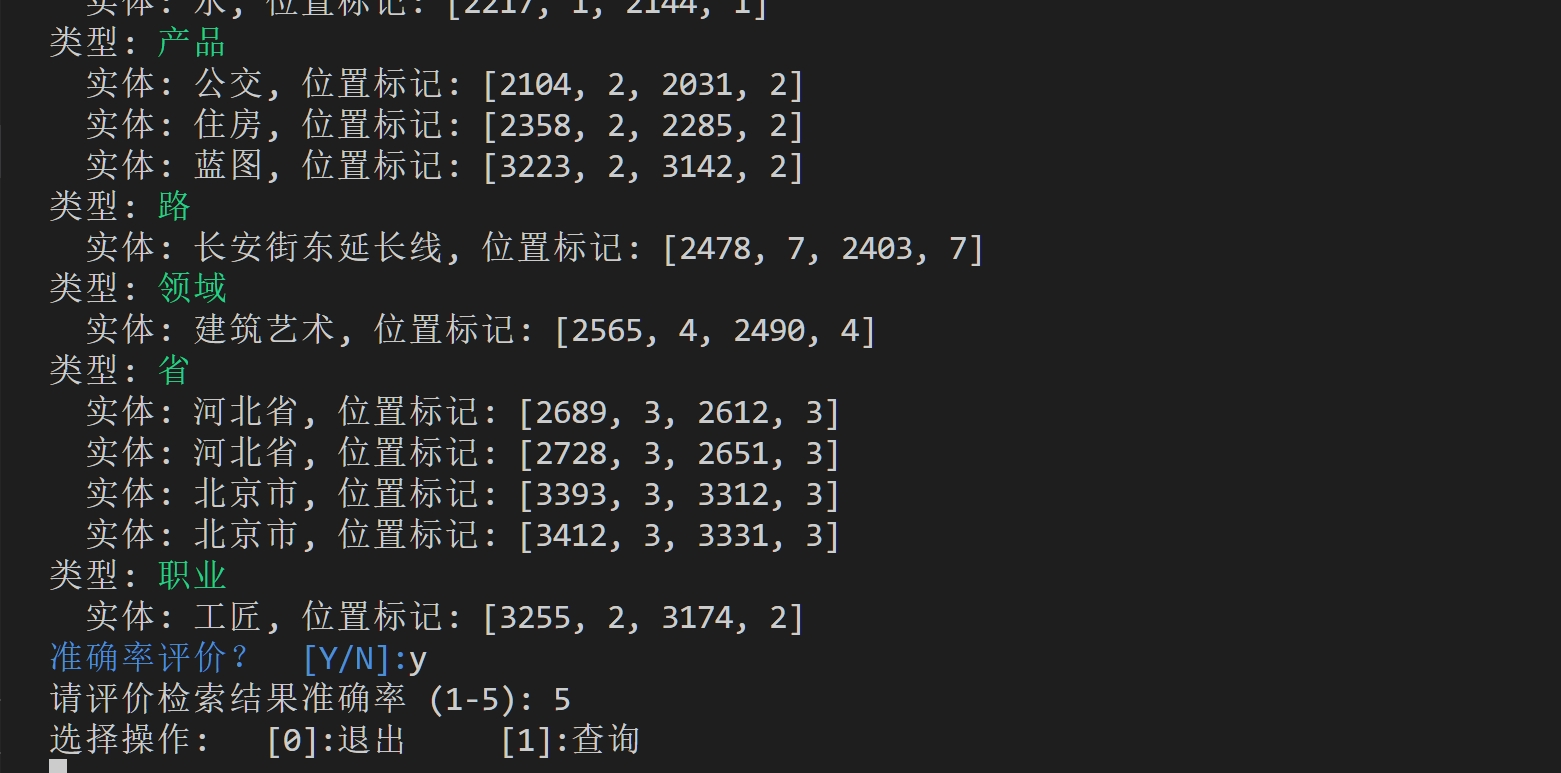 实体: 水, 位置标记: [2217, 1, 2144, 1]
类型: 产品
实体: 公交, 位置标记: [2104, 2, 2031, 2]
实体: 住房, 位置标记: [2358, 2, 2285, 2]
实体: 蓝图, 位置标记: [3223, 2, 3142, 2]
类型: 路
实体: 长安街东延长线, 位置标记: [2478, 7, 2403, 7]
类型: 领域
实体: 建筑艺术, 位置标记: [2565, 4, 2490, 4]
类型: 省
实体: 河北省, 位置标记: [2689, 3, 2612, 3]
实体: 河北省, 位置标记: [2728, 3, 2651, 3]
实体: 北京市, 位置标记: [3393, 3, 3312, 3]
实体: 北京市, 位置标记: [3412, 3, 3331, 3]
类型: 职业
实体: 工匠, 位置标记: [3255, 2, 3174, 2]
准确率评价? [Y/N]:y
请评价检索结果准确率 (1-5): 5
选择操作: [0]:退出 [1]:查询